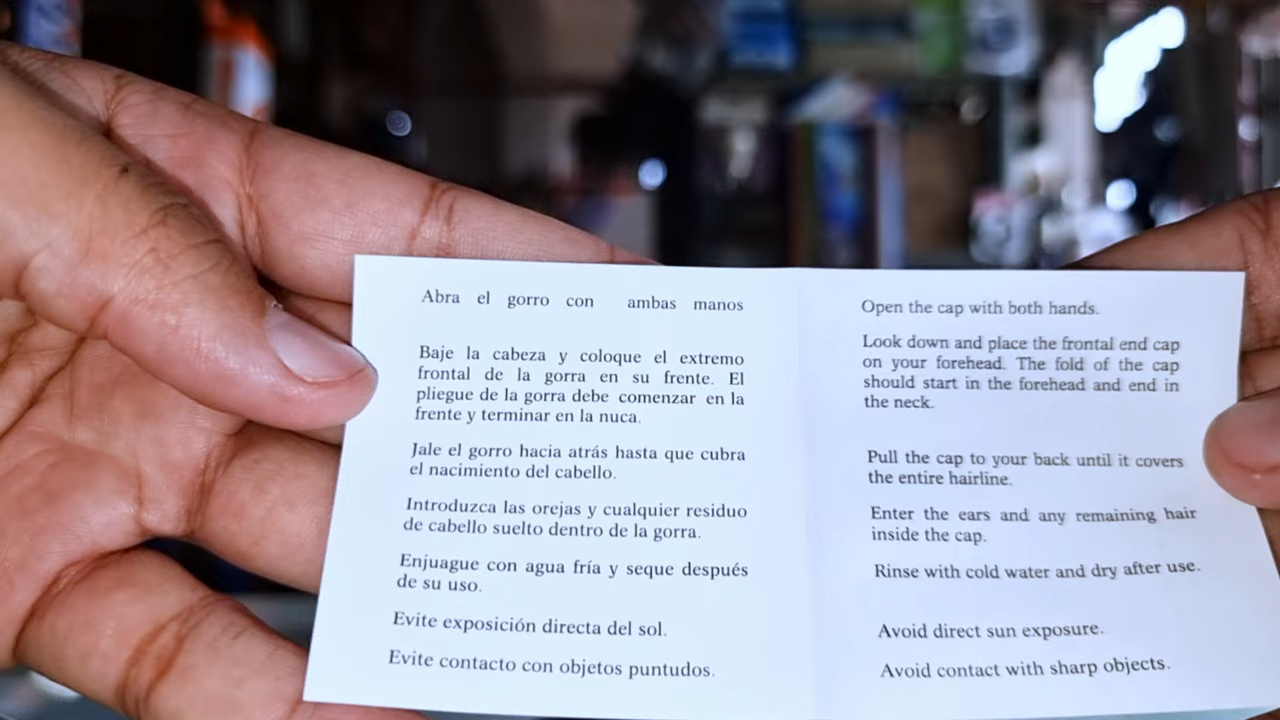 Abra el gorro con ambas manos
Baje la cabeza y coloque el extremo
frontal de la gorra en su frente. El
pliegue de la gorra debe comenzar en la
frente y terminar en la nuca.
Jale el gorro hacia atrás hasta que cubra
el nacimiento del cabello.
Introduzca las orejas y cualquier residuo
de cabello suelto dentro de la gorra.
Enjuague con agua fría y seque después
de su uso.
Evite exposición directa del sol.
Evite contacto con objetos puntudos.
Open the cap with both hands.
Look down and place the frontal end cap
on your forehead. The fold of the cap
should start in the forehead and end in
the neck.
Pull the cap to your back until it covers
the entire hairline.
Enter the ears and any remaining hair
inside the cap.
Rinse with cold water and dry after use.
Avoid direct sun exposure.
Avoid contact with sharp objects.